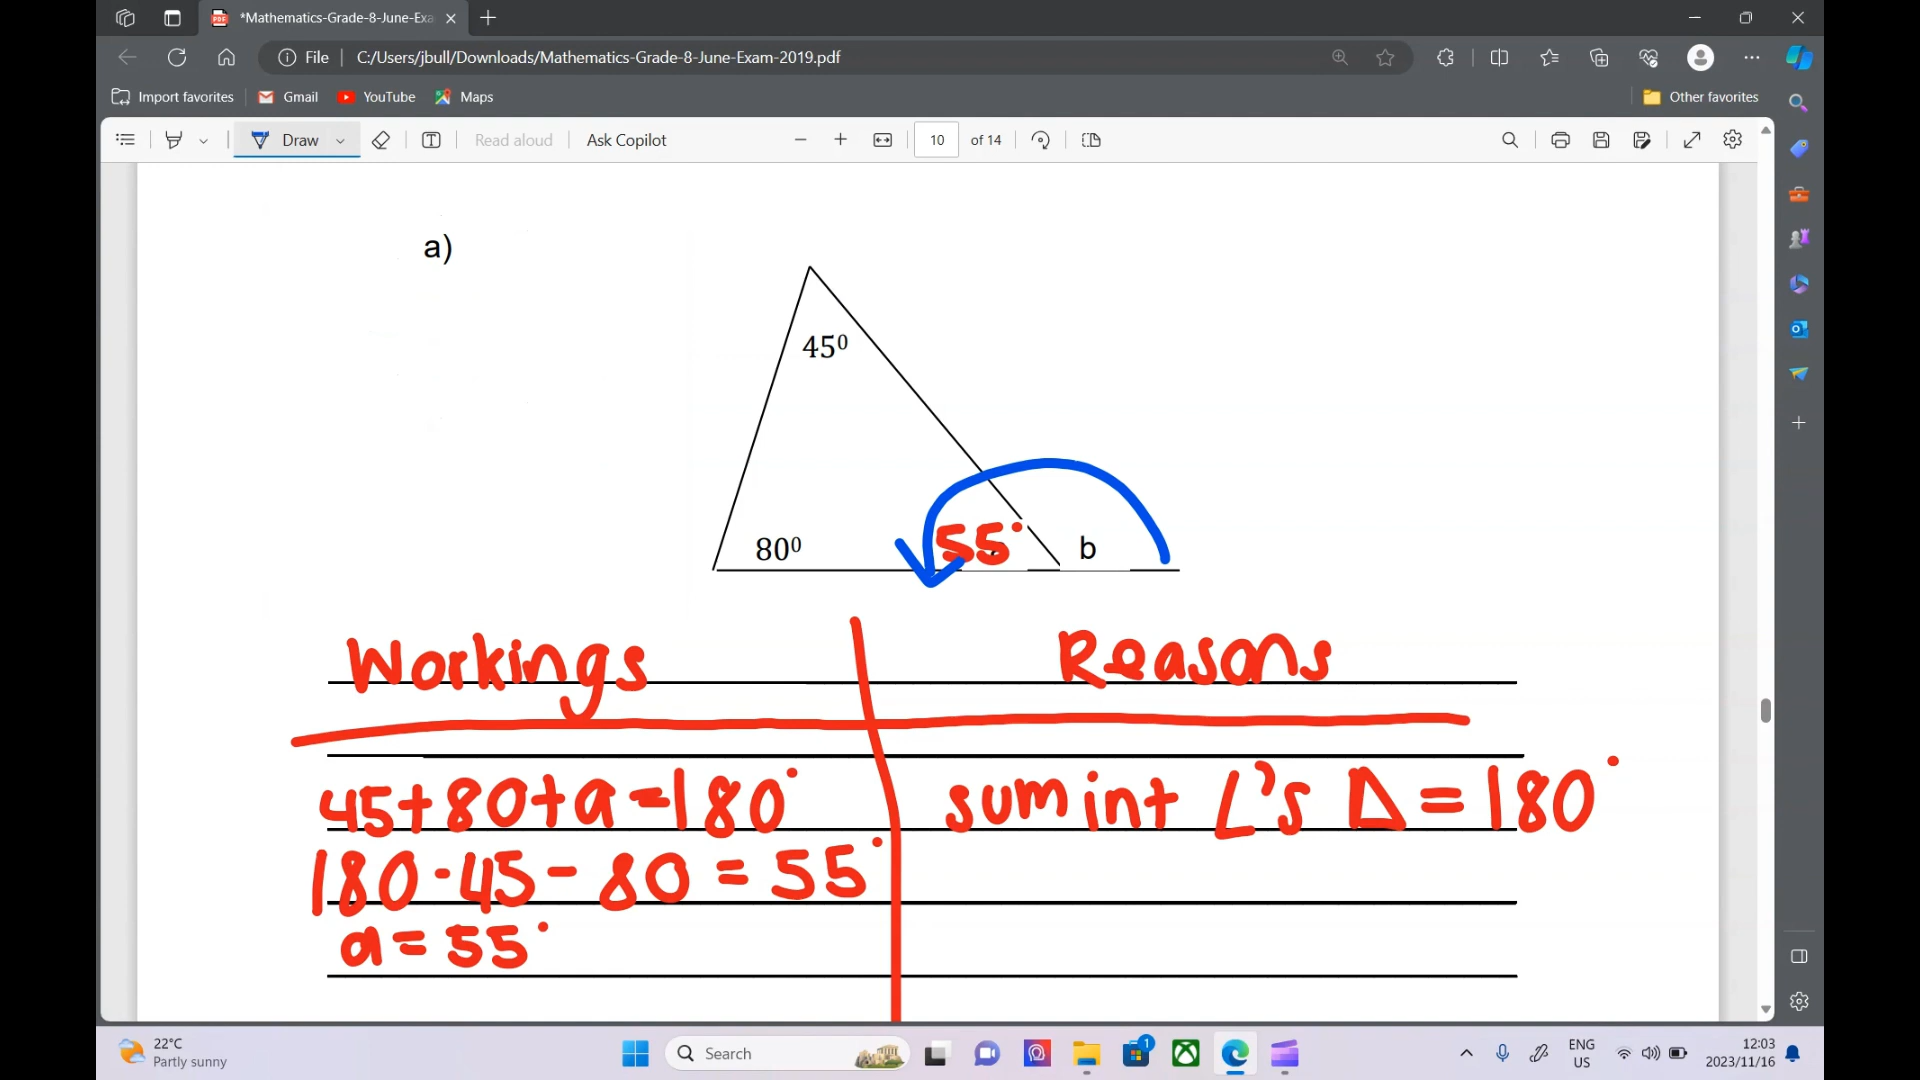 *Mathematics-Grade-8-June-Exa
File
C:/Users/jbull/Downloads/Mathematics-Grade-8-June-Exam-2019.pdf
Import favorites
Gmail
YouTube
Maps
Other favorites
Draw
Read aloud
Ask Copilot
10
of 14
a)
45⁰
80⁰
55°
b
Workings
Reasons
45+80+a=180°
sum int ∠'s Δ=180°
180-45-80=55°
a=55°
22°C
Partly sunny
Search
1
ENG
US
12:03
2023/11/16